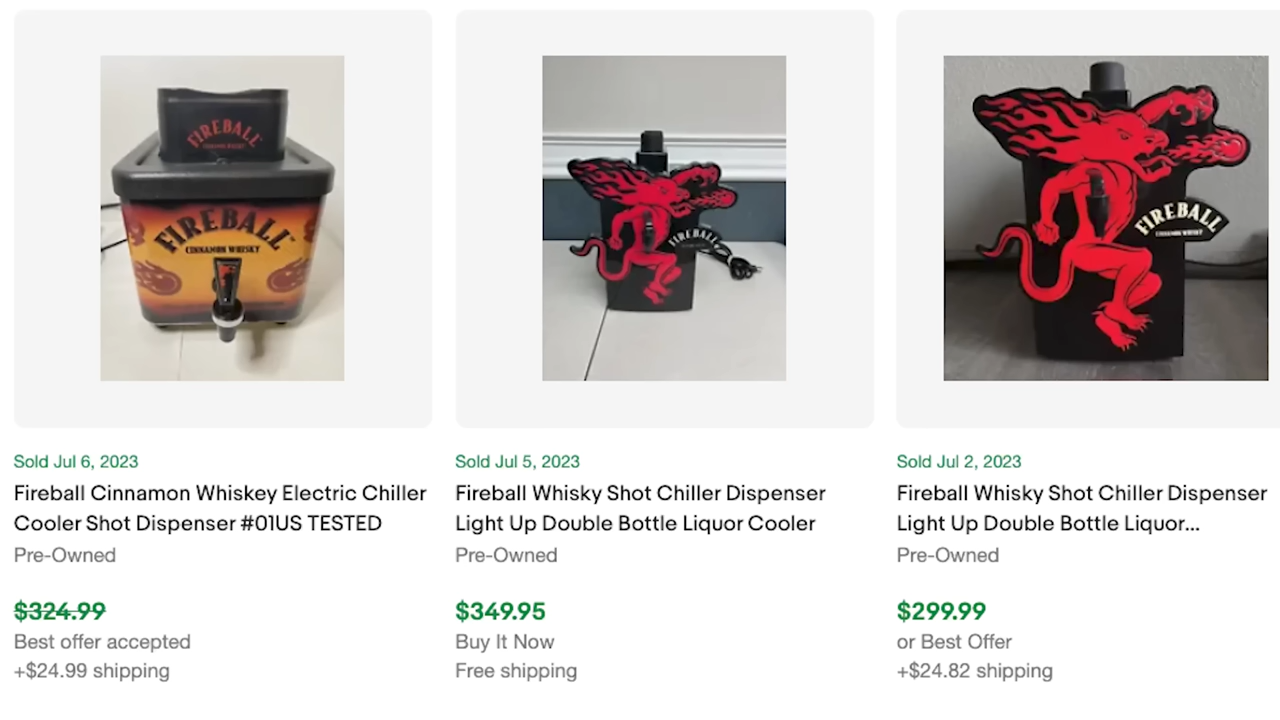 FIREBALL
FIREBALL
CINNAMON WHISKY
FIREBALL
FIREBALL
CINNAMON WHISKY
Sold Jul 6, 2023
Fireball Cinnamon Whiskey Electric Chiller
Cooler Shot Dispenser #01US TESTED
Pre-Owned
$324.99
Best offer accepted
+$24.99 shipping
Sold Jul 5, 2023
Fireball Whisky Shot Chiller Dispenser
Light Up Double Bottle Liquor Cooler
Pre-Owned
$349.95
Buy It Now
Free shipping
Sold Jul 2, 2023
Fireball Whisky Shot Chiller Dispenser
Light Up Double Bottle Liquor...
Pre-Owned
$299.99
or Best Offer
+$24.82 shipping